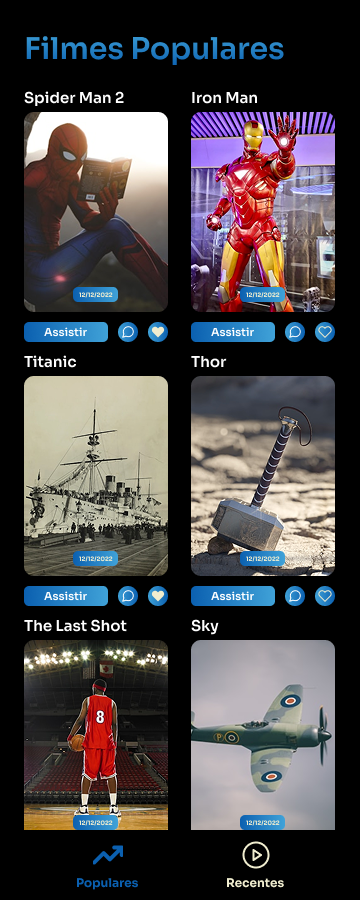 Filmes Populares
Spider Man 2
Iron Man
12/12/2022
12/12/2022
Assistir
Assistir
Titanic
Thor
12/12/2022
12/12/2022
Assistir
Assistir
The Last Shot
Sky
8
P
12/12/2022
12/12/2022
Populares
Recentes